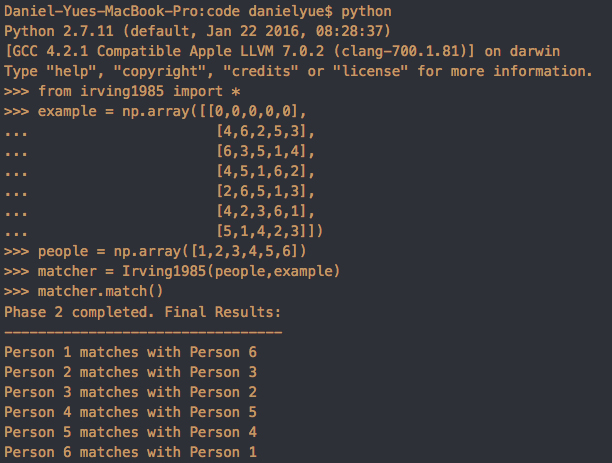 Daniel-Yues-MacBook-Pro:code danielyue$ python
Python 2.7.11 (default, Jan 22 2016, 08:28:37)
[GCC 4.2.1 Compatible Apple LLVM 7.0.2 (clang-700.1.81)] on darwin
Type "help", "copyright", "credits" or "license" for more information.
>>> from irving1985 import *
>>> example = np.array([[0,0,0,0,0],
...                     [4,6,2,5,3],
...                     [6,3,5,1,4],
...                     [4,5,1,6,2],
...                     [2,6,5,1,3],
...                     [4,2,3,6,1],
...                     [5,1,4,2,3]])
>>> people = np.array([1,2,3,4,5,6])
>>> matcher = Irving1985(people,example)
>>> matcher.match()
Phase 2 completed. Final Results:
---------------------------------
Person 1 matches with Person 6
Person 2 matches with Person 3
Person 3 matches with Person 2
Person 4 matches with Person 5
Person 5 matches with Person 4
Person 6 matches with Person 1